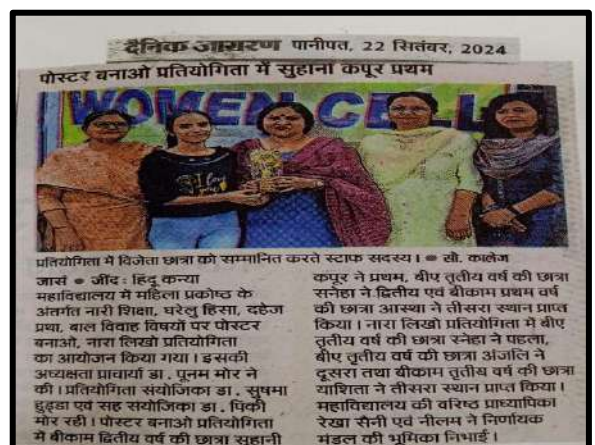 दैनिक जागरण पानीपत, 22 सितंबर, 2024
पोस्टर बनाओ प्रतियोगिता में सुहानी कपूर प्रथम
WOMEN CELL
I love
प्रतियोगिता में विजेता छात्रा को सम्मानित करते स्टाफ सदस्य। ● सौ. कालेज
जासं ● जींद : हिंदू कन्या
महाविद्यालय में महिला प्रकोष्ठ के
अंतर्गत नारी शिक्षा, घरेलु हिंसा, दहेज
प्रथा, बाल विवाह विषयों पर पोस्टर
बनाओ, नारा लिखो प्रतियोगिता
का आयोजन किया गया। इसकी
अध्यक्षता प्राचार्या डा. पूनम मोर ने
की। प्रतियोगिता संयोजिका डा. सुषमा
हुड्डा एवं सह संयोजिका डा. पिंकी
मोर रही। पोस्टर बनाओ प्रतियोगिता
में बीकाम द्वितीय वर्ष की छात्रा सुहानी
कपूर ने प्रथम, बीए तृतीय वर्ष की छात्रा
सनेहा ने द्वितीय एवं बीकाम प्रथम वर्ष
की छात्रा आस्था ने तीसरा स्थान प्राप्त
किया। नारा लिखो प्रतियोगिता में बीए
तृतीय वर्ष की छात्रा स्नेहा ने पहला,
बीए तृतीय वर्ष की छात्रा अंजलि ने
दूसरा तथा बीकाम तृतीय वर्ष की छात्रा
याशिता ने तीसरा स्थान प्राप्त किया।
महाविद्यालय की वरिष्ठ प्राध्यापिका
रेखा सैनी एवं नीलम ने निर्णायक
मंडल की भूमिका निभाई।